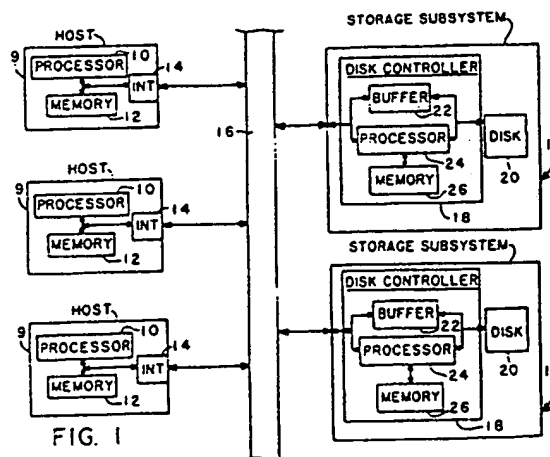 HOST
10
14
PROCESSOR
9
INT
MEMORY
12
HOST
10
14
PROCESSOR
9
INT
MEMORY
12
HOST
10
14
PROCESSOR
9
INT
MEMORY
12
FIG. 1
16
STORAGE SUBSYSTEM
DISK CONTROLLER
BUFFER
22
PROCESSOR
24
DISK
20
MEMORY
26
18
STORAGE SUBSYSTEM
DISK CONTROLLER
BUFFER
22
PROCESSOR
24
DISK
20
MEMORY
26
18